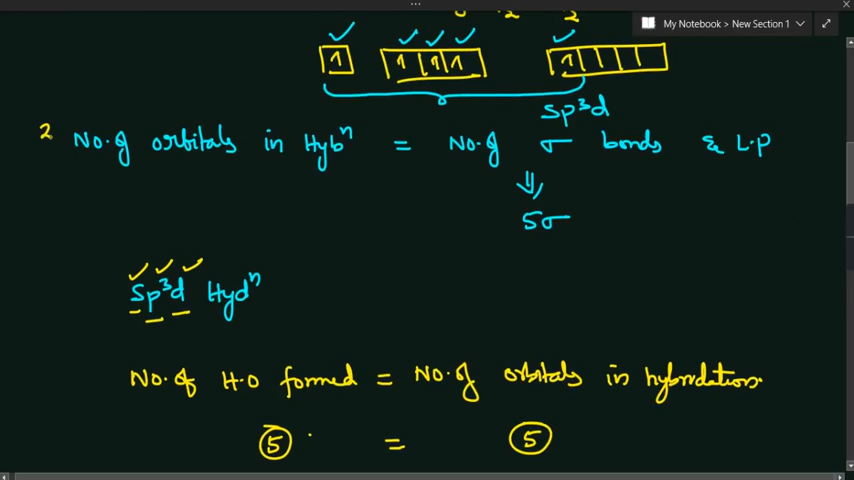 My Notebook > New Section 1
1 1 1 1 1
Sp³d
2 No.of orbitals in Hybⁿ = No.of σ bonds & L.P
5σ
Sp³d Hydⁿ
No.of H.O formed = No.of orbitals in hybridation.
5 = 5